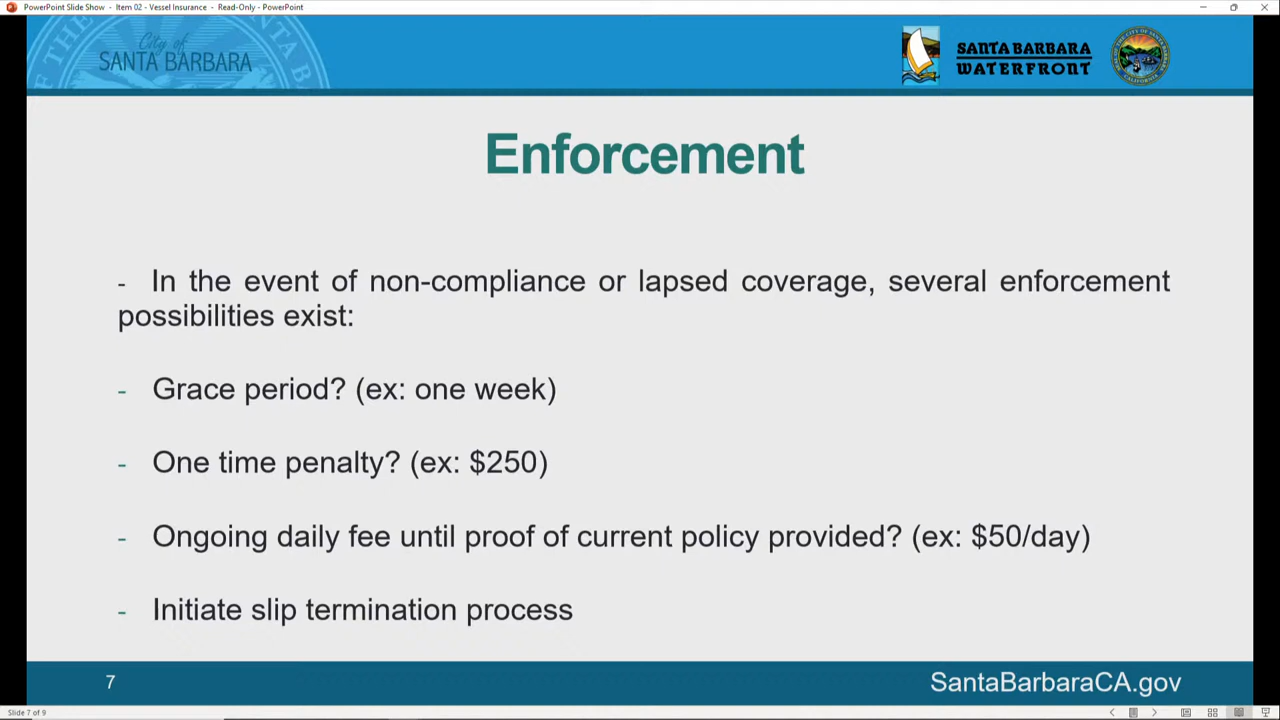 PowerPoint Slide Show - Item 02 - Vessel Insurance - Read-Only - PowerPoint
City of
SANTA BARBARA
SANTA BARBARA
WATERFRONT
Enforcement
- In the event of non-compliance or lapsed coverage, several enforcement
possibilities exist:
- Grace period? (ex: one week)
- One time penalty? (ex: $250)
- Ongoing daily fee until proof of current policy provided? (ex: $50/day)
- Initiate slip termination process
7
SantaBarbaraCA.gov
Slide 7 of 9